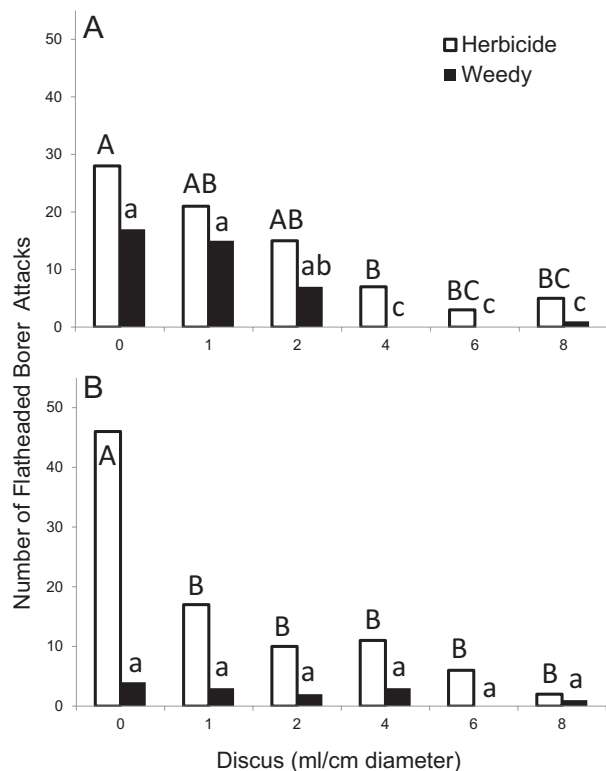 A
50
Herbicide
Weedy
40
30
A
AB
a
20
a
AB
ab
10
B
BC
BC
c
c
c
0
0 1 2 4 6 8
Number of Flatheaded Borer Attacks
B
50
A
40
30
20
B
B
B
10
B
a
a
a
a
a
B
a
0
0 1 2 4 6 8
Discus (ml/cm diameter)